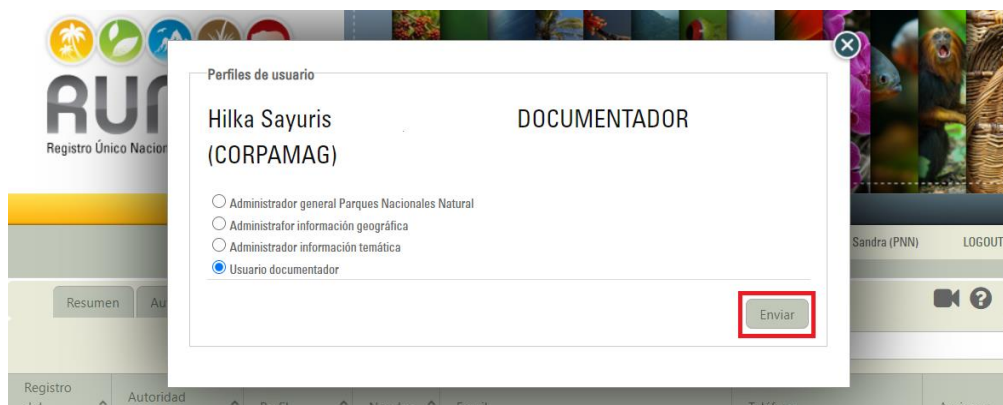 RUN
Registro Único Nacion
Perfiles de usuario
Hilka Sayuris DOCUMENTADOR
(CORPAMAG)
Administrador general Parques Nacionales Natural
Administrafor información geográfica
Administrador información temática
Usuario documentador
Enviar
Sandra (PNN) LOGOUT
Resumen Au
Registro
Autoridad